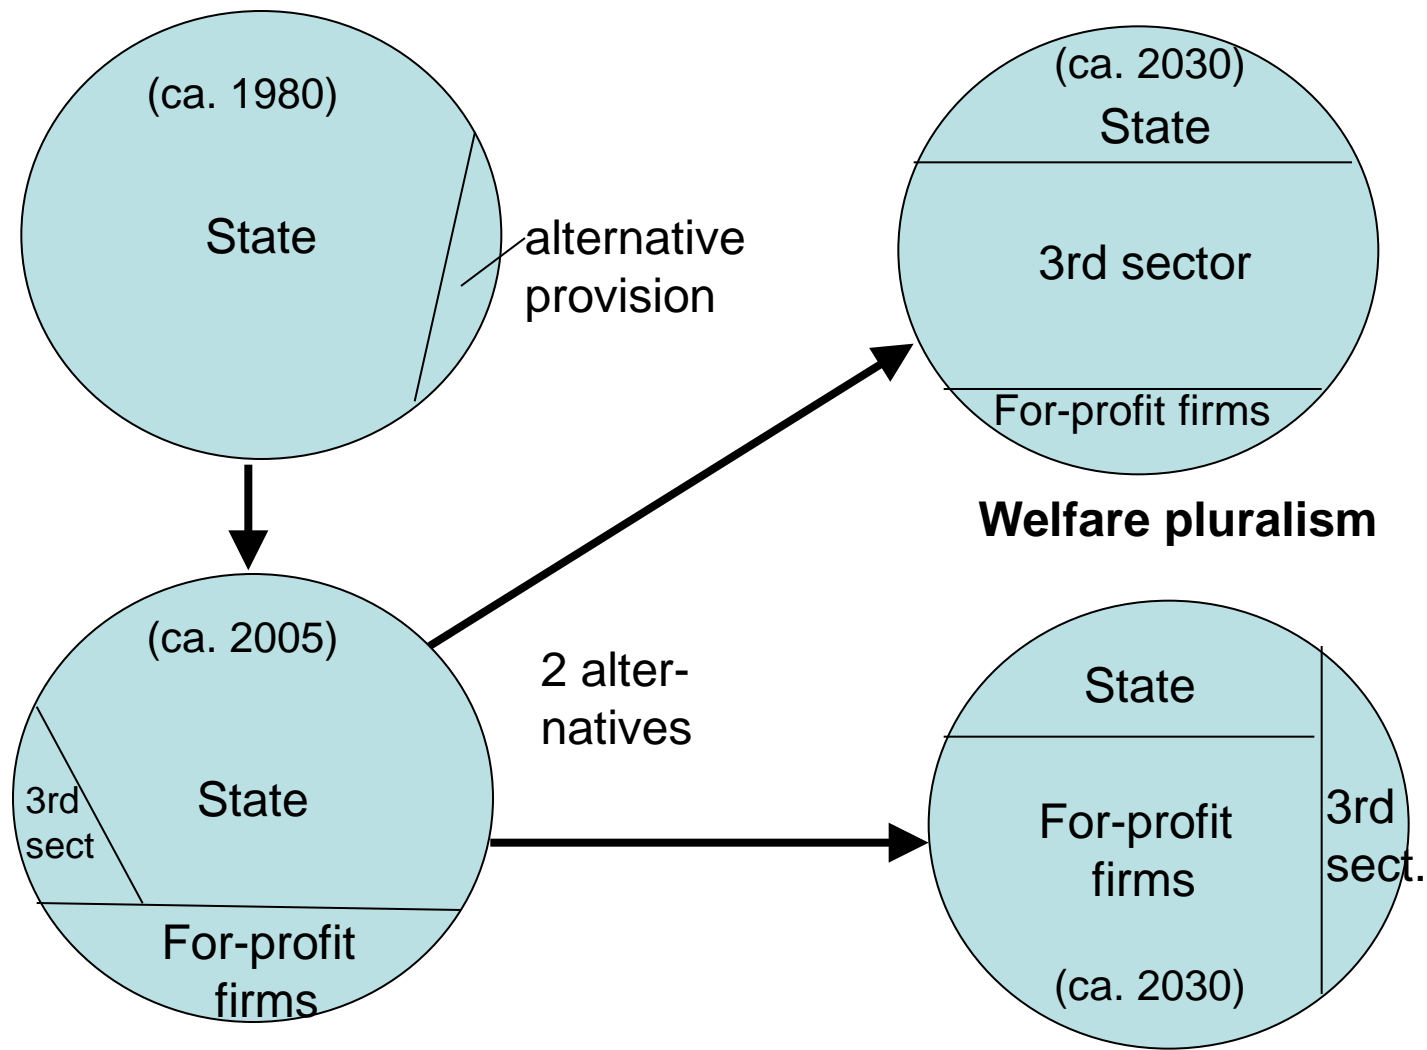 (ca. 1980)
State
alternative
provision
(ca. 2030)
State
3rd sector
For-profit firms
Welfare pluralism
(ca. 2005)
3rd
sect
State
For-profit
firms
2 alter-
natives
State
For-profit
firms
3rd
sect.
(ca. 2030)